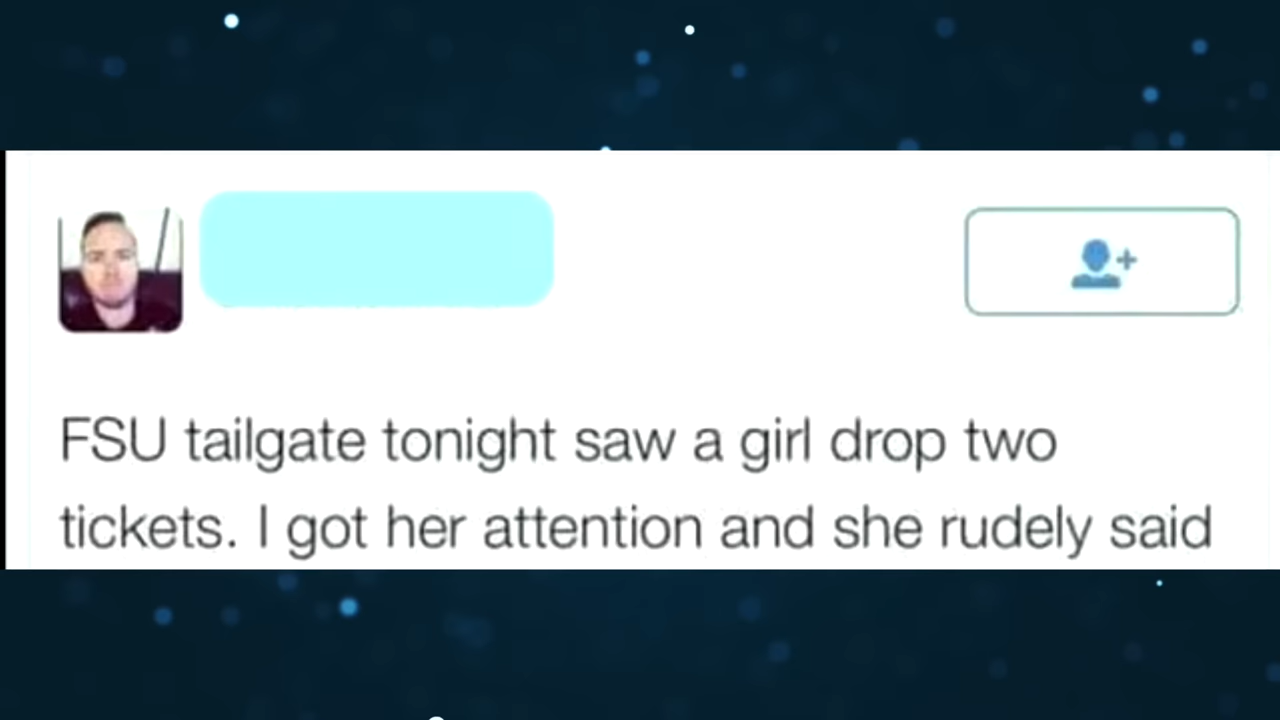 FSU tailgate tonight saw a girl drop two
tickets. I got her attention and she rudely said